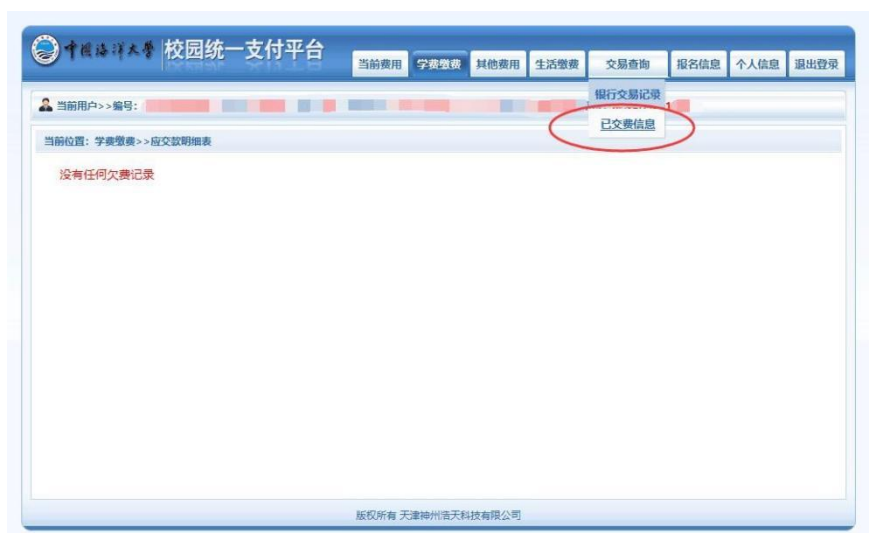 中国海洋大学 校园统一支付平台
当前费用 学费缴费 其他费用 生活缴费 交易查询 报名信息 个人信息 退出登录
银行交易记录
当前用户>>编号:
已交费信息
当前位置：学费缴费>>应交款明细表
没有任何欠费记录
版权所有 天津神州浩天科技有限公司